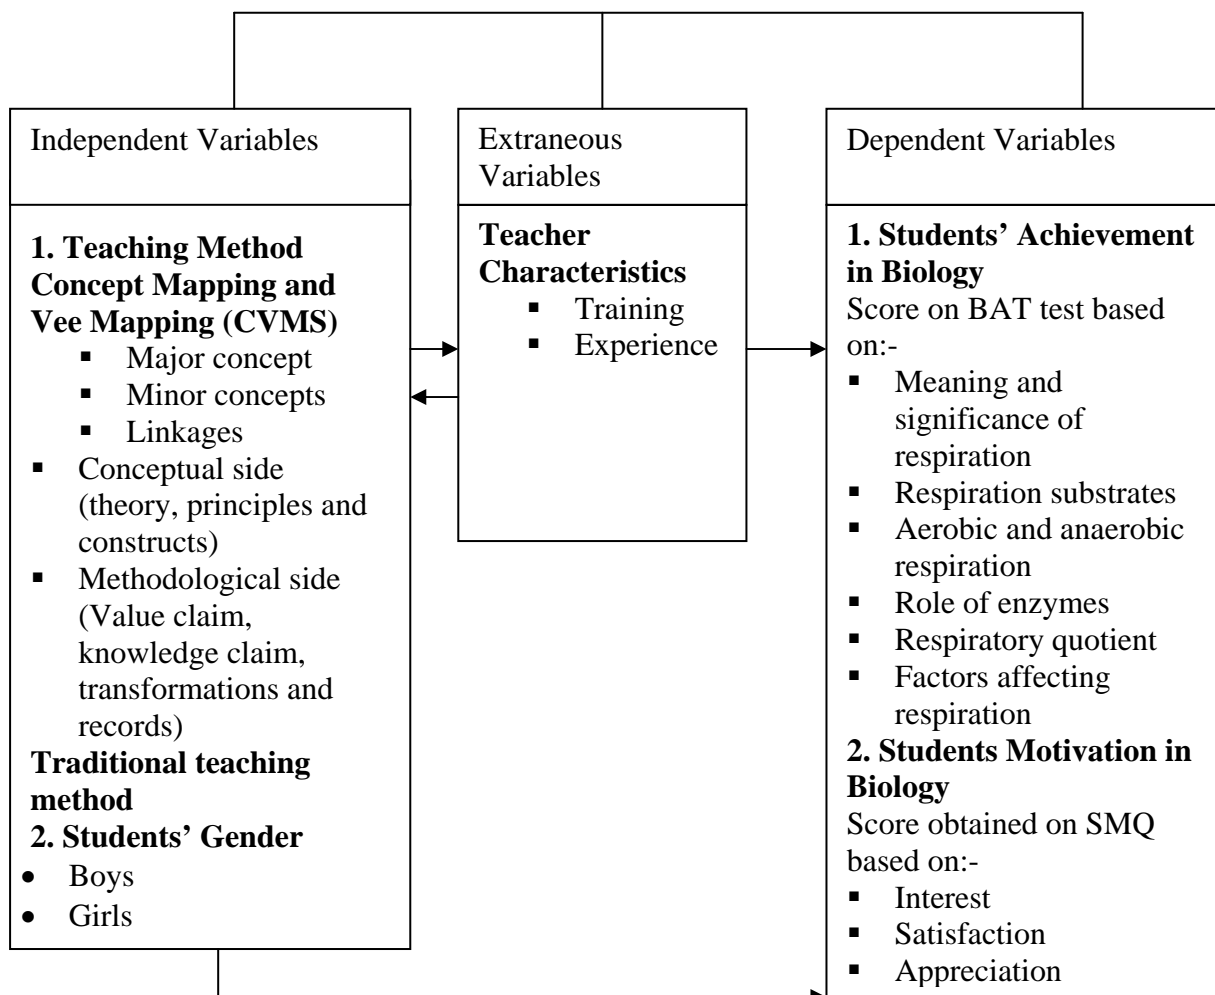 Independent Variables
1. Teaching Method
Concept Mapping and
Vee Mapping (CVMS)
▪ Major concept
▪ Minor concepts
▪ Linkages
▪ Conceptual side
(theory, principles and
constructs)
▪ Methodological side
(Value claim,
knowledge claim,
transformations and
records)
Traditional teaching
method
2. Students’ Gender
• Boys
• Girls
Extraneous
Variables
Teacher
Characteristics
▪ Training
▪ Experience
Dependent Variables
1. Students’ Achievement
in Biology
Score on BAT test based
on:-
▪ Meaning and
significance of
respiration
▪ Respiration substrates
▪ Aerobic and anaerobic
respiration
▪ Role of enzymes
▪ Respiratory quotient
▪ Factors affecting
respiration
2. Students Motivation in
Biology
Score obtained on SMQ
based on:-
▪ Interest
▪ Satisfaction
▪ Appreciation